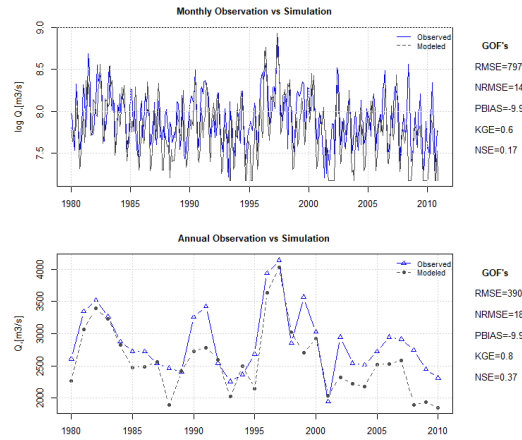 Monthly Observation vs Simulation
9.0
8.5
8.0
7.5
log Q,[m3/s]
Observed
Modeled
1980 1985 1990 1995 2000 2005 2010
GOF's
RMSE=797
NRMSE=14
PBIAS=-9.9
KGE=0.6
NSE=0.17
Annual Observation vs Simulation
4000
3500
3000
2500
2000
Q,[m3/s]
Observed
Modeled
1980 1985 1990 1995 2000 2005 2010
GOF's
RMSE=390
NRMSE=18
PBIAS=-9.9
KGE=0.8
NSE=0.37